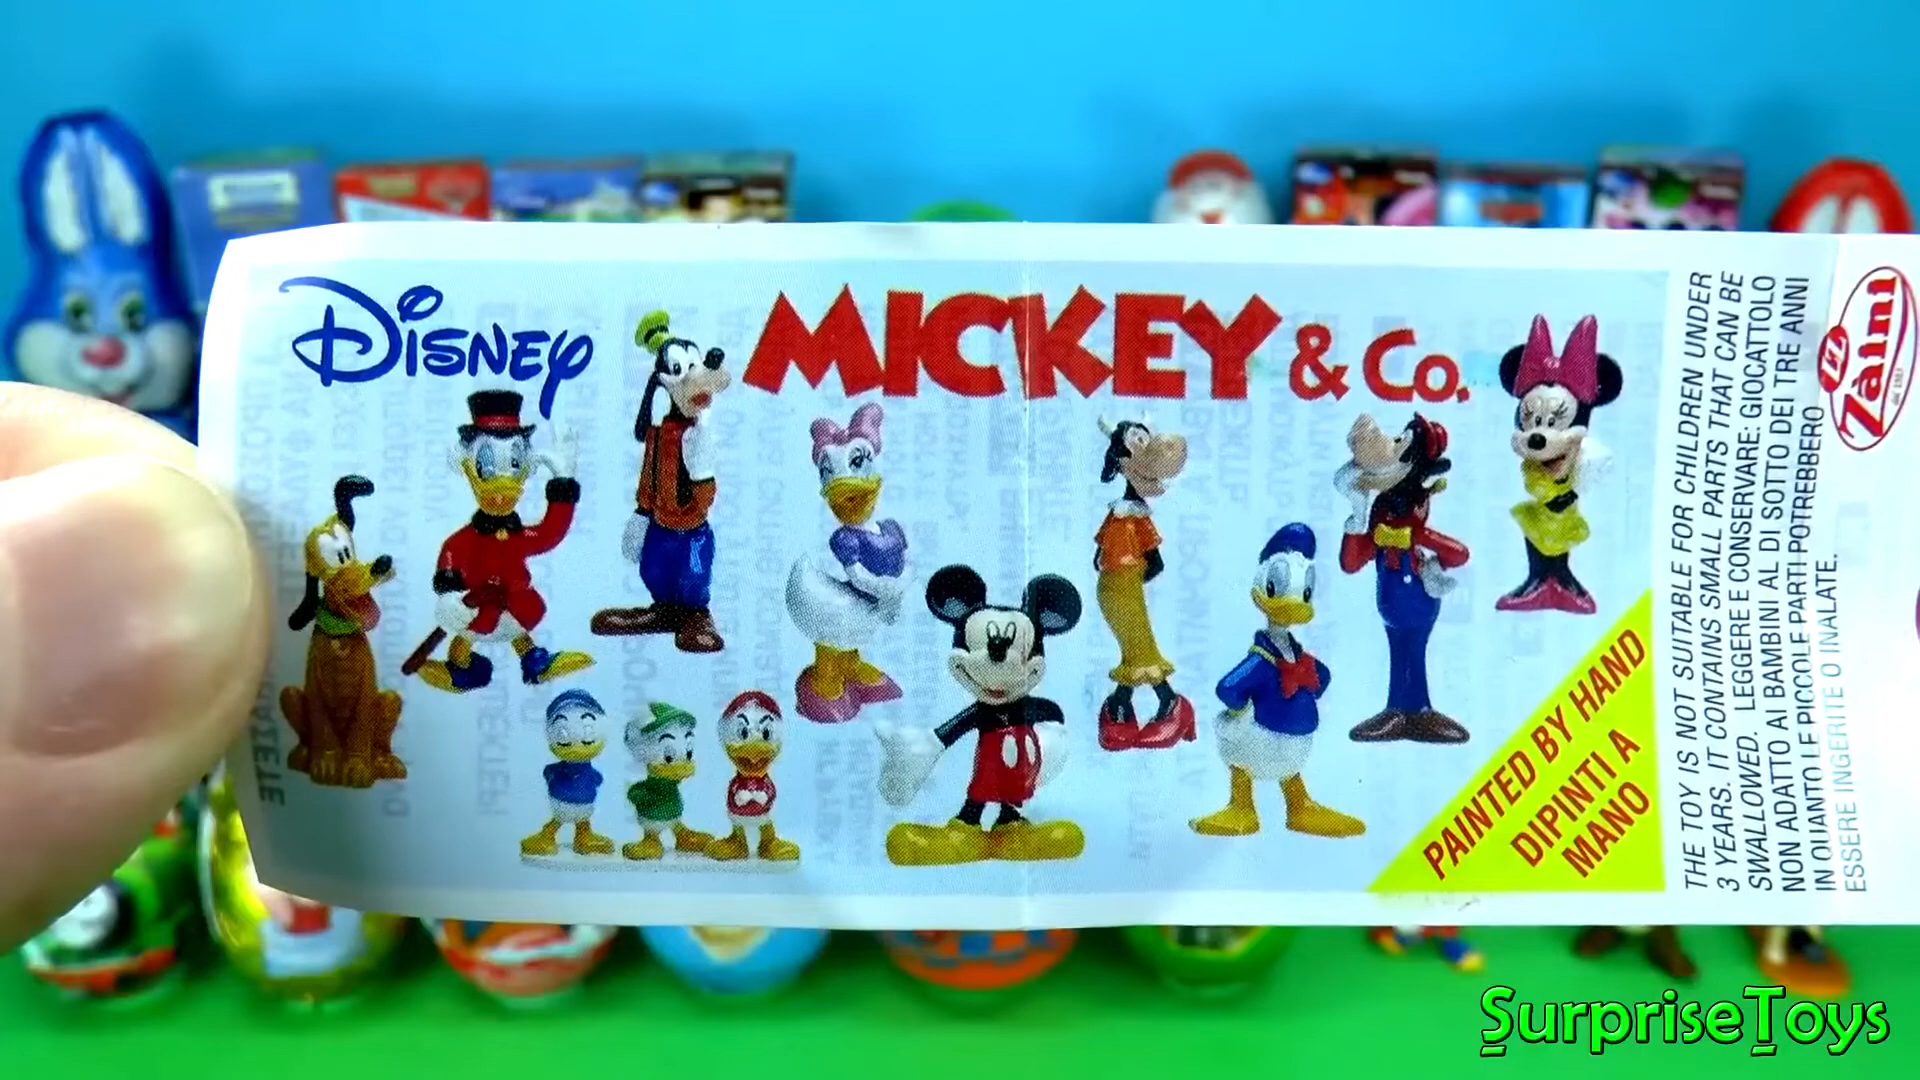 Disney
MICKEY & Co.
PAINTED BY HAND
DIPINTI A
MANO
THE TOY IS NOT SUITABLE FOR CHILDREN UNDER
3 YEARS. IT CONTAINS SMALL PARTS THAT CAN BE
SWALLOWED. LEGGERE E CONSERVARE: GIOCATTOLO
NON ADATTO AI BAMBINI AL DI SOTTO DEI TRE ANNI
IN QUANTO LE PICCOLE PARTI POTREBBERO
ESSERE INGERITE O INALATE.
LZ
Zàini
SurpriseToys